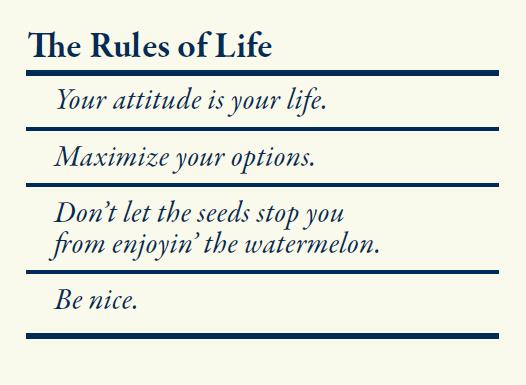 The Rules of Life
Your attitude is your life.
Maximize your options.
Don’t let the seeds stop you
from enjoyin’ the watermelon.
Be nice.